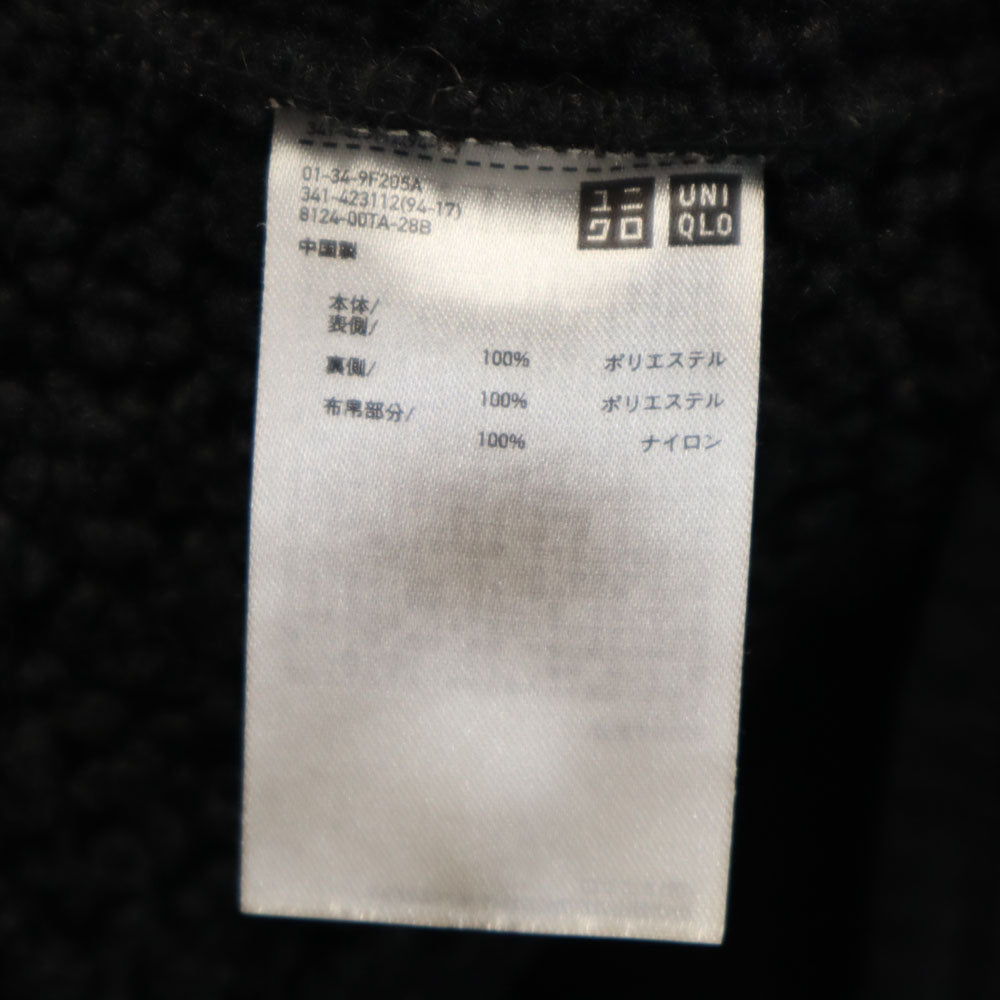 01-34-9F205A
341-423112(94-17)
8124-00TA-28B
中国製
ユニ
クロ
UNI
QLO
本体/
表側/
100% ポリエステル
裏側/
100% ポリエステル
布帛部分/
100% ナイロン